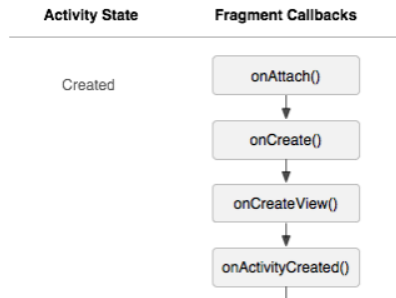 Activity State
Fragment Callbacks
Created
onAttach()
onCreate()
onCreateView()
onActivityCreated()